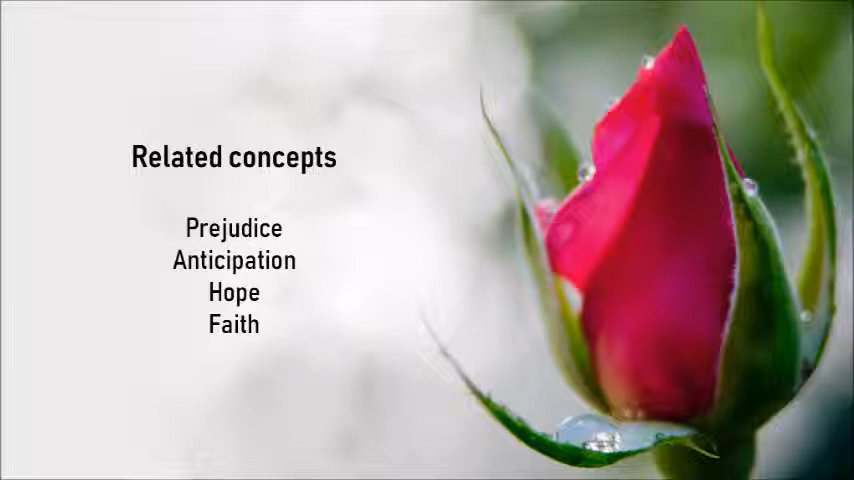 Related concepts
Prejudice
Anticipation
Hope
Faith